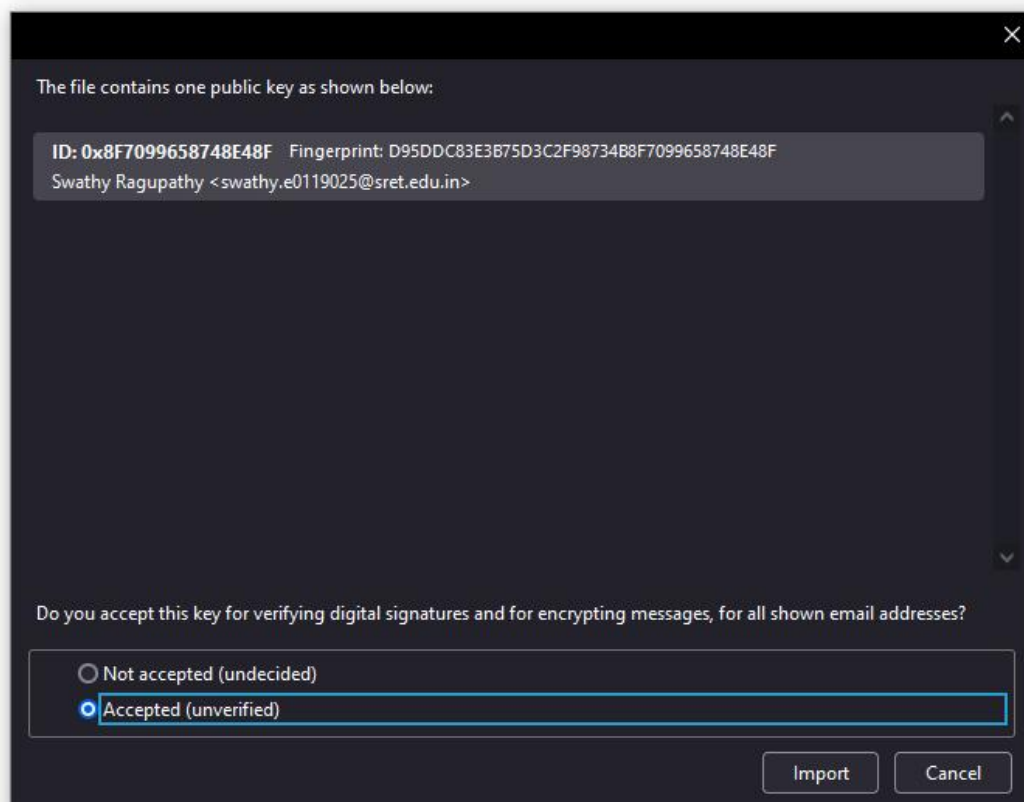 The file contains one public key as shown below:
ID: 0x8F7099658748E48F Fingerprint: D95DDC83E3B75D3C2F98734B8F7099658748E48F
Swathy Ragupathy <swathy.e0119025@sret.edu.in>
Do you accept this key for verifying digital signatures and for encrypting messages, for all shown email addresses?
Not accepted (undecided)
Accepted (unverified)
Import Cancel